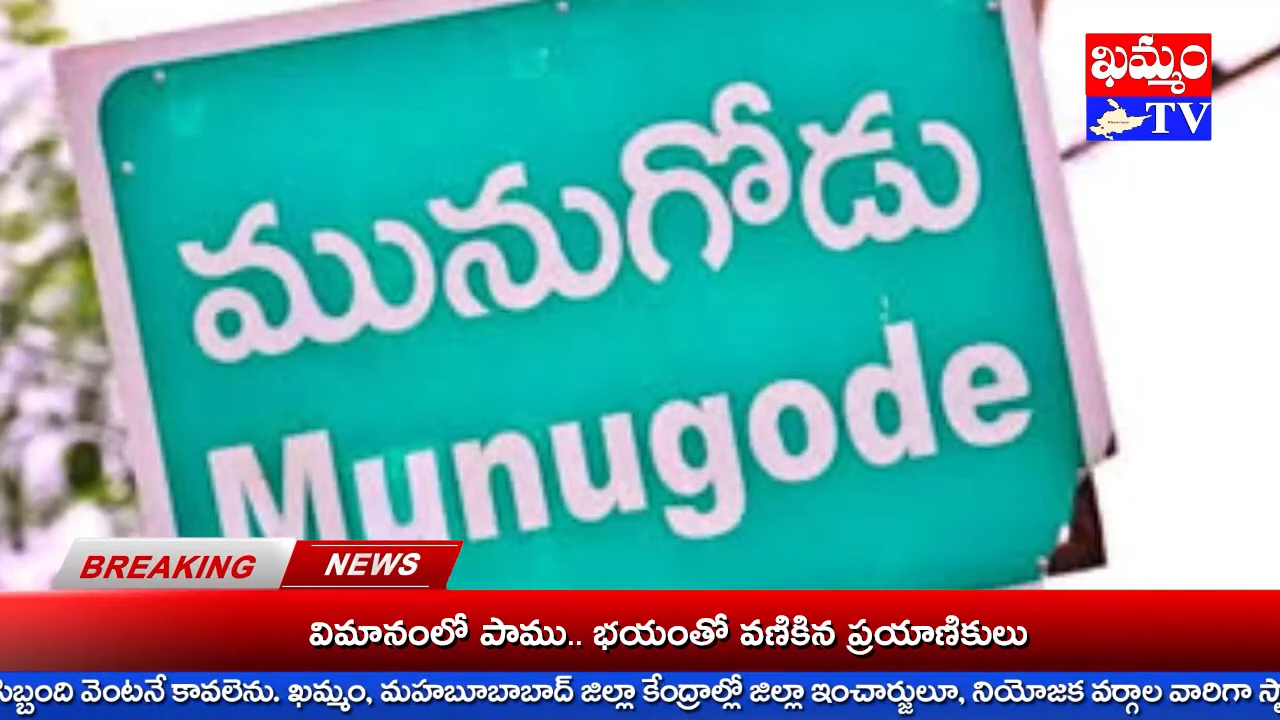 ఖమ్మం
TV
మునుగోడు
Munugode
BREAKING NEWS
విమానంలో పాము.. భయంతో వణికిన ప్రయాణికులు
వెంటనే కావలెను. ఖమ్మం, మహబూబాబాద్ జిల్లా కేంద్రాల్లో జిల్లా ఇంచార్జులూ, నియోజక వర్గాల వారిగా